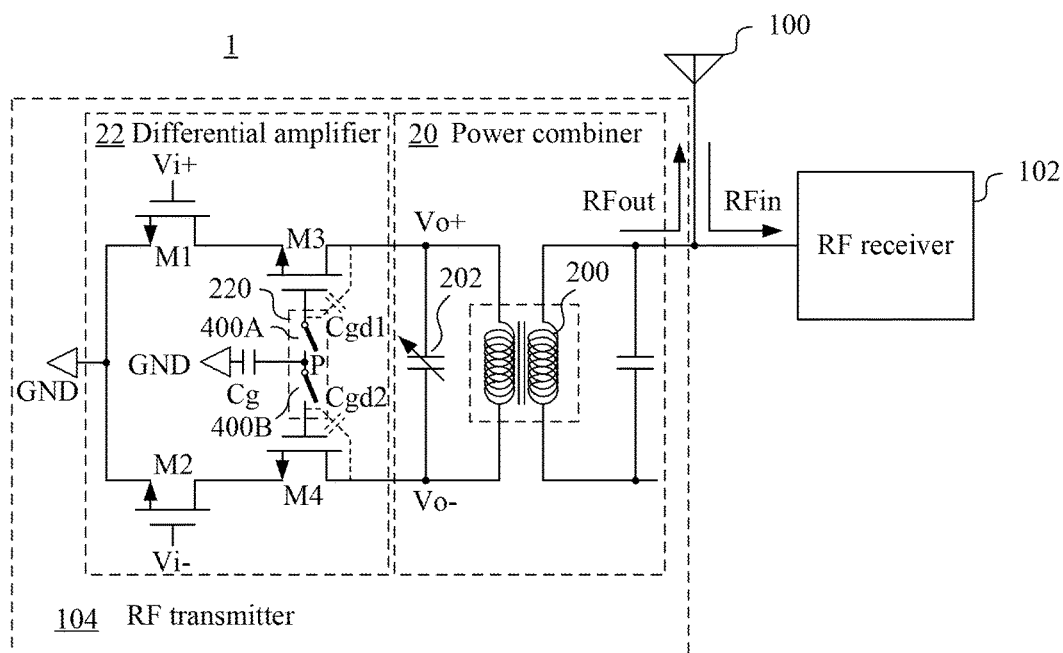 1
100
22 Differential amplifier
20 Power combiner
Vi+
102
RFout
RFin
Vo+
M1
M3
RF receiver
220
202
200
400A
Cgd1
GND
GND
P
Cg
Cgd2
400B
M2
M4
Vo-
Vi-
104 RF transmitter